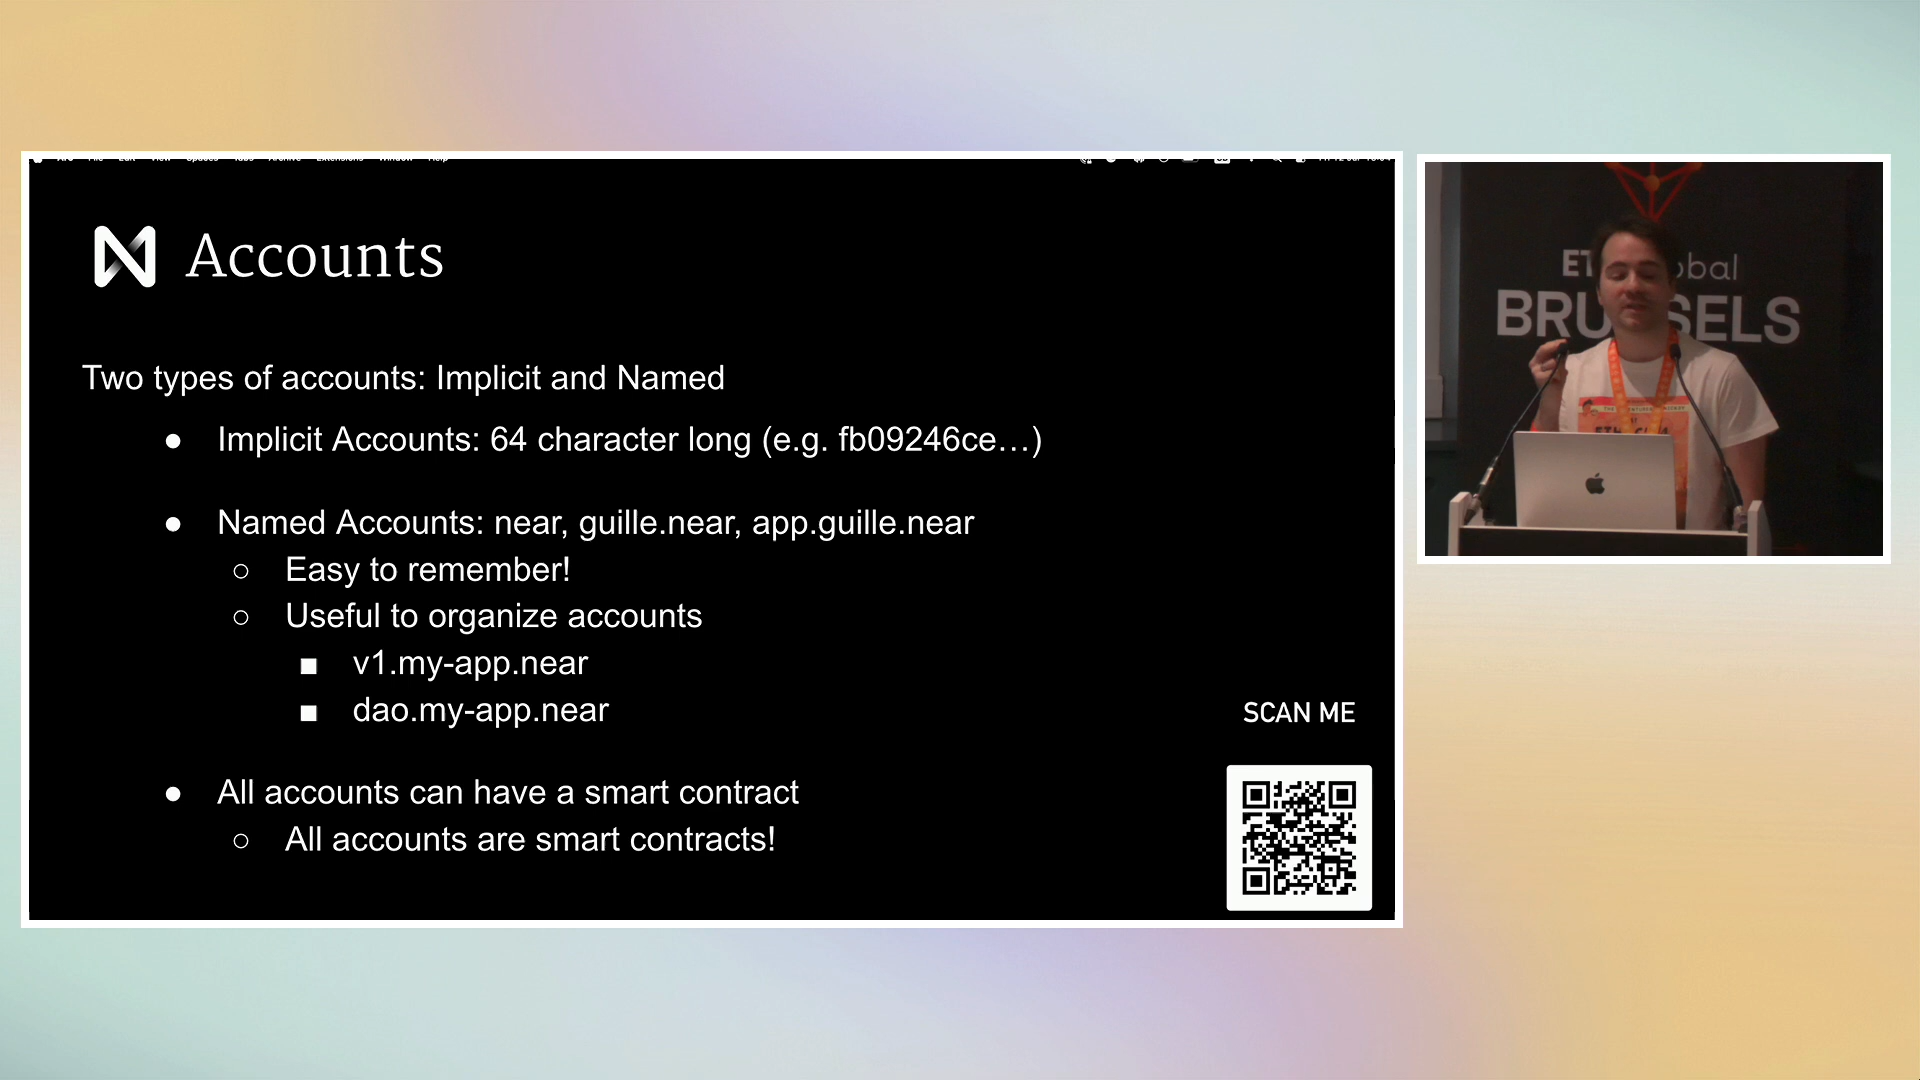 Accounts
Two types of accounts: Implicit and Named
● Implicit Accounts: 64 character long (e.g. fb09246ce…)
● Named Accounts: near, guille.near, app.guille.near
○ Easy to remember!
○ Useful to organize accounts
■ v1.my-app.near
■ dao.my-app.near
● All accounts can have a smart contract
○ All accounts are smart contracts!
SCAN ME
BRU SELS